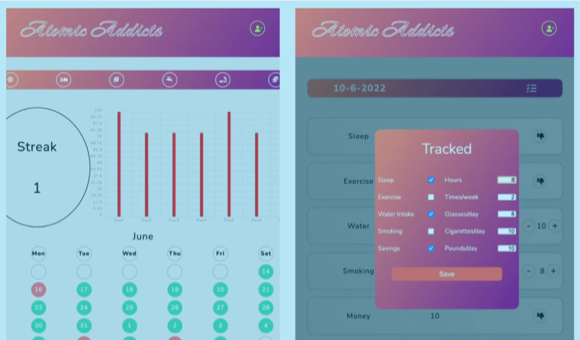 Atomic Addicts
Streak
1
June
Mon Tue Wed Thu Fri Sat
14
16 17 18 19 20 21
23 24 25 26 27 28
30 31 1 2 3 4
Atomic Addicts
10-6-2022
Sleep
Exercise
Water - 10 +
Smoking - 8 +
Money 10
Tracked
Sleep Hours 8
Exercise Times/week 2
Water Intake Glasses/day 8
Smoking Cigarettes/day 10
Savings Pounds/day 10
Save